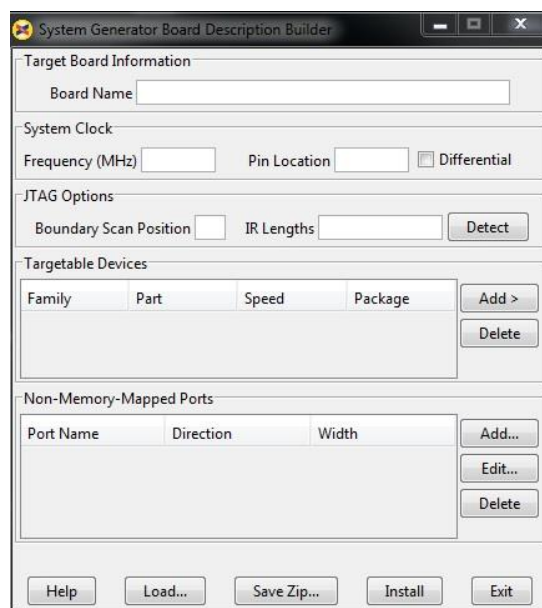 System Generator Board Description Builder
Target Board Information
Board Name
System Clock
Frequency (MHz) Pin Location Differential
JTAG Options
Boundary Scan Position IR Lengths Detect
Targetable Devices
Family Part Speed Package Add >
Delete
Non-Memory-Mapped Ports
Port Name Direction Width Add...
Edit...
Delete
Help Load... Save Zip... Install Exit